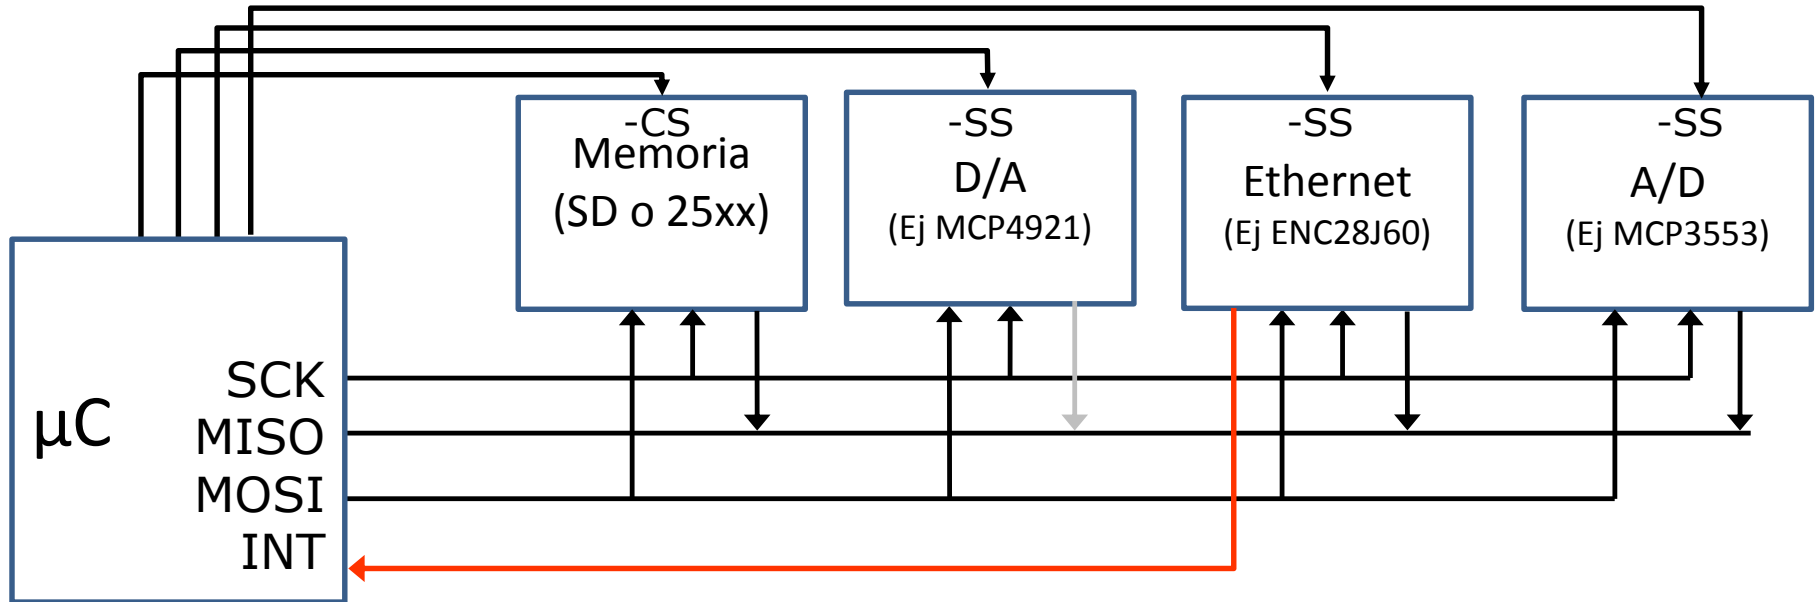 -CS
Memoria
(SD o 25xx)
-SS
D/A
(Ej MCP4921)
-SS
Ethernet
(Ej ENC28J60)
-SS
A/D
(Ej MCP3553)
µC
SCK
MISO
MOSI
INT